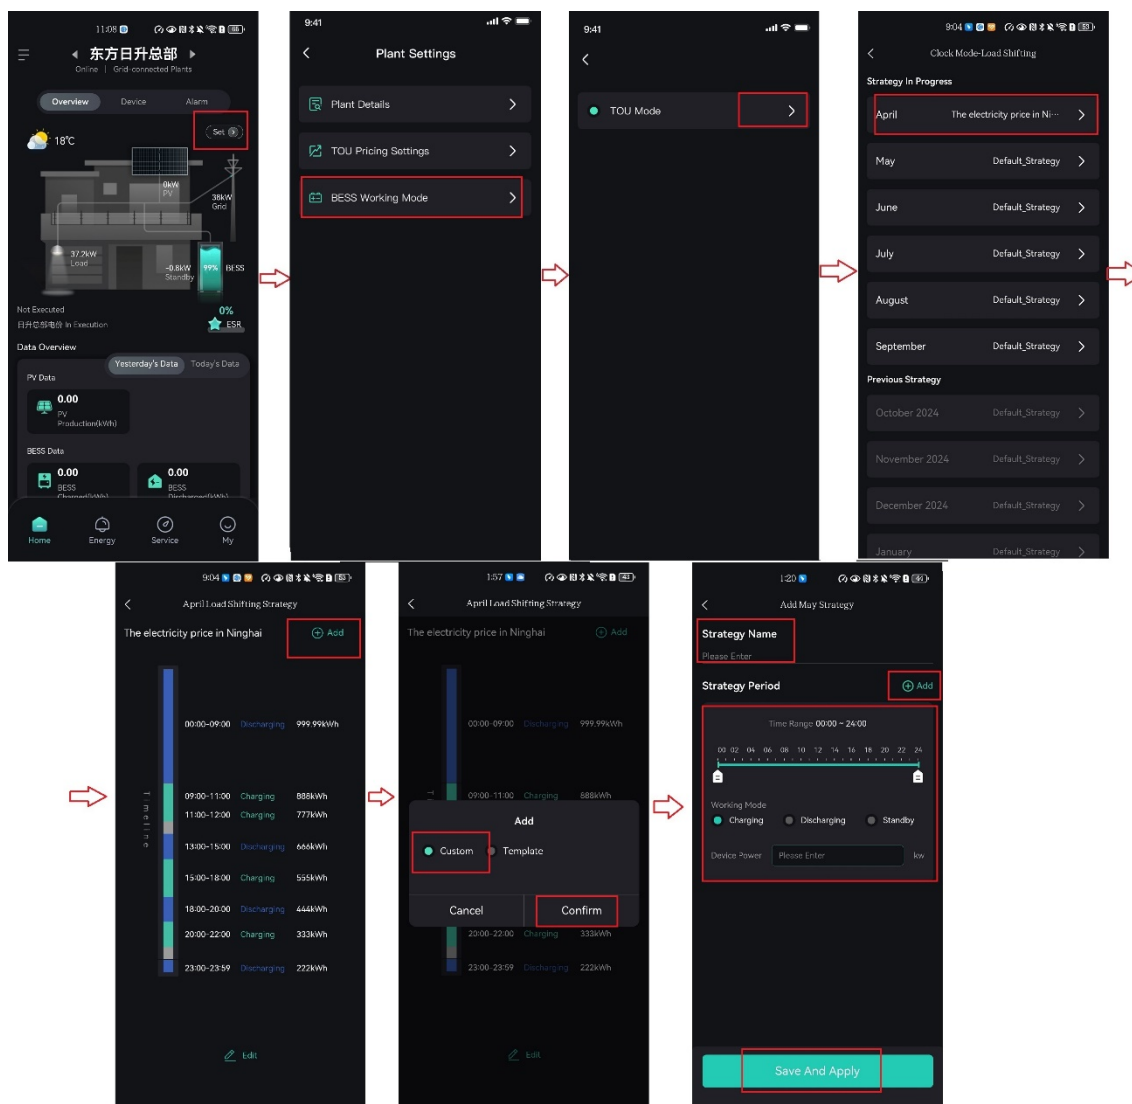 11:08
68
东方日升总部
Online | Grid-connected Plants
Overview Device Alarm
18℃
Set
0kW
PV
38kW
Grid
37.2kW
Load
-0.8kW
Standby
99%
BESS
Not Executed
日升总部电价 In Execution
0%
ESR
Data Overview
Yesterday's Data Today's Data
PV Data
0.00
PV
Production(kWh)
BESS Data
0.00
BESS
Charged(kWh)
0.00
BESS
Discharged(kWh)
Home Energy Service My
9:41
Plant Settings
Plant Details
TOU Pricing Settings
BESS Working Mode
9:41
TOU Mode
9:04
Clock Mode-Load Shifting
Strategy In Progress
April The electricity price in Ni···
May Default_Strategy
June Default_Strategy
July Default_Strategy
August Default_Strategy
September Default_Strategy
Previous Strategy
October 2024 Default_Strategy
November 2024 Default_Strategy
December 2024 Default_Strategy
January Default_Strategy
9:04
April Load Shifting Strategy
The electricity price in Ninghai Add
Timeline
00:00-09:00 Discharging 999.99kWh
09:00-11:00 Charging 888kWh
11:00-12:00 Charging 777kWh
13:00-15:00 Discharging 666kWh
15:00-18:00 Charging 555kWh
18:00-20:00 Discharging 444kWh
20:00-22:00 Charging 333kWh
23:00-23:59 Discharging 222kWh
Edit
1:57
43
April Load Shifting Strategy
The electricity price in Ninghai Add
00:00-09:00 Discharging 999.99kWh
09:00-11:00 Charging 888kWh
Add
Custom Template
Cancel Confirm
20:00-22:00 Charging 333kWh
23:00-23:59 Discharging 222kWh
Edit
1:20
Add May Strategy
Strategy Name
Please Enter
Strategy Period Add
Time Range 00:00 ~ 24:00
00 02 04 06 08 10 12 14 16 18 20 22 24
Working Mode
Charging Discharging Standby
Device Power Please Enter kw
Save And Apply